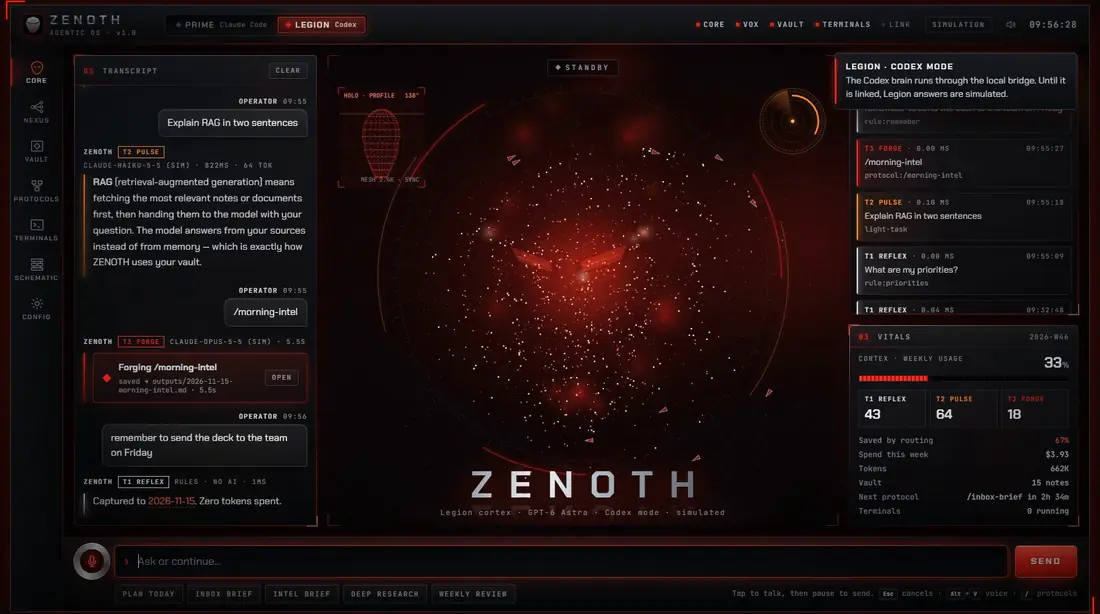 ZENOTH
AGENTIC OS · v1.0
PRIME Claude Code
LEGION Codex
CORE
VOX
VAULT
TERMINALS
LINK
SIMULATION
09:56:28
CORE
NEXUS
VAULT
PROTOCOLS
TERMINALS
SCHEMATIC
CONFIG
TRANSCRIPT
CLEAR
OPERATOR 09:55
Explain RAG in two sentences
ZENOTH T2 PULSE
CLAUDE-HAIKU-5-5 (SIM) · 822MS · 64 TOK
RAG (retrieval-augmented generation) means
fetching the most relevant notes or documents
first, then handing them to the model with your
question. The model answers from your sources
instead of from memory — which is exactly how
ZENOTH uses your vault.
OPERATOR 09:55
/morning-intel
ZENOTH T3 FORGE CLAUDE-OPUS-5-5 (SIM) · 5.5S
Forging /morning-intel
saved → outputs/2026-11-15-
morning-intel.md · 5.5s
OPEN
OPERATOR 09:56
remember to send the deck to the team
on Friday
ZENOTH T1 REFLEX RULES · NO AI · 1MS
Captured to 2026-11-15. Zero tokens spent.
STANDBY
HOLO · PROFILE 138°
SYNC
ZENOTH
Legion cortex · GPT-6 Astra · Codex mode · simulated
LEGION · CODEX MODE
The Codex brain runs through the local bridge. Until it
is linked, Legion answers are simulated.
rule:remember
T3 FORGE · 0.00 MS 09:55:27
/morning-intel
protocol:/morning-intel
T2 PULSE · 0.10 MS 09:55:18
Explain RAG in two sentences
light-task
T1 REFLEX · 0.00 MS 09:55:09
What are my priorities?
rule:priorities
T1 REFLEX · 0.04 MS 09:32:48
03 VITALS 2026-W46
CORTEX · WEEKLY USAGE 33%
T1 REFLEX
43
T2 PULSE
64
T3 FORGE
18
Saved by routing 67%
Spend this week $3.93
Tokens 662K
Vault 15 notes
Next protocol /inbox-brief in 2h 34m
Terminals 0 running
Ask or continue...
SEND
PLAN TODAY
INBOX BRIEF
INTEL BRIEF
DEEP RESEARCH
WEEKLY REVIEW
Tap to talk, then pause to send. Esc cancels · Alt + V voice · / protocols